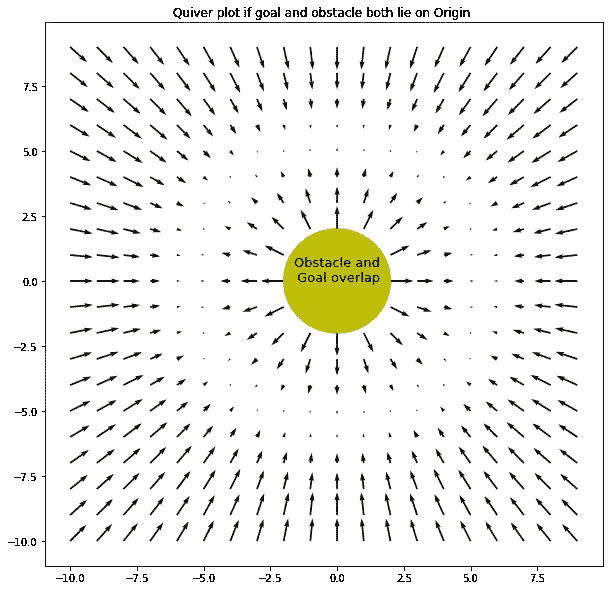 Quiver plot if goal and obstacle both lie on Origin
7.5
5.0
2.5
0.0
−2.5
−5.0
−7.5
−10.0
Obstacle and
Goal overlap
−10.0 −7.5 −5.0 −2.5 0.0 2.5 5.0 7.5